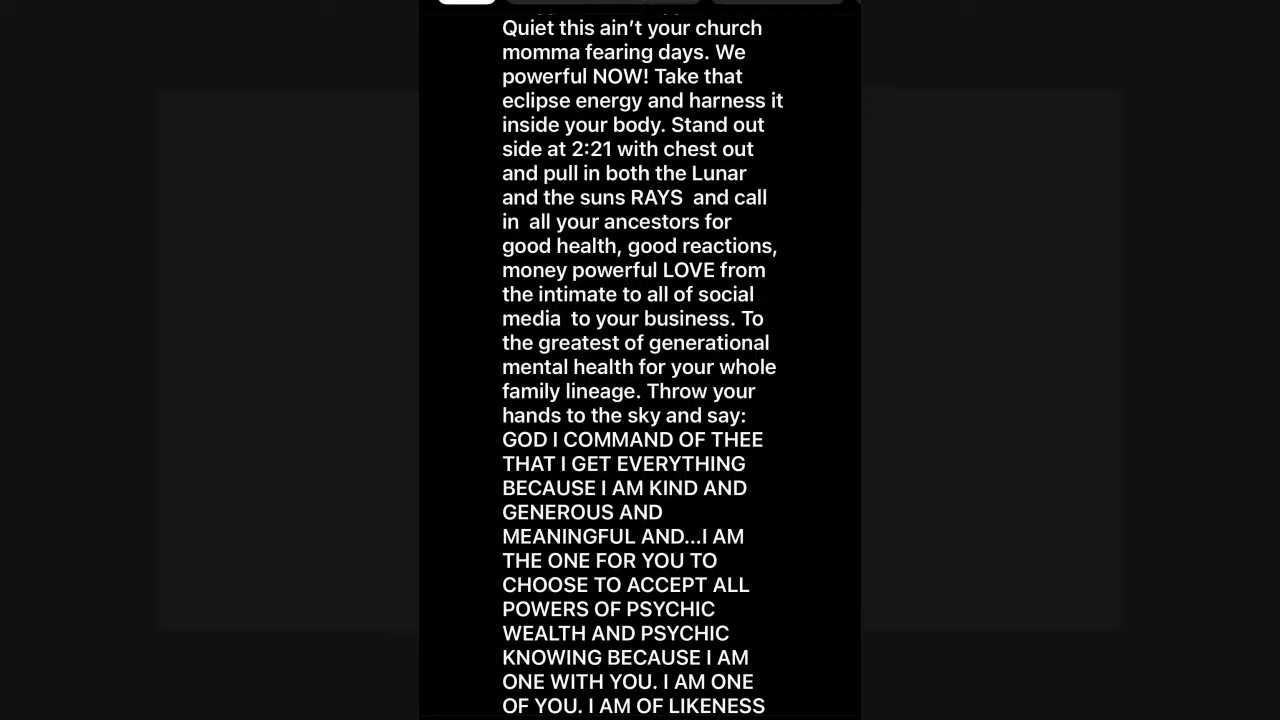 Quiet this ain’t your church
momma fearing days. We
powerful NOW! Take that
eclipse energy and harness it
inside your body. Stand out
side at 2:21 with chest out
and pull in both the Lunar
and the suns RAYS  and call
in  all your ancestors for
good health, good reactions,
money powerful LOVE from
the intimate to all of social
media  to your business. To
the greatest of generational
mental health for your whole
family lineage. Throw your
hands to the sky and say:
GOD I COMMAND OF THEE
THAT I GET EVERYTHING
BECAUSE I AM KIND AND
GENEROUS AND
MEANINGFUL AND...I AM
THE ONE FOR YOU TO
CHOOSE TO ACCEPT ALL
POWERS OF PSYCHIC
WEALTH AND PSYCHIC
KNOWING BECAUSE I AM
ONE WITH YOU. I AM ONE
OF YOU. I AM OF LIKENESS